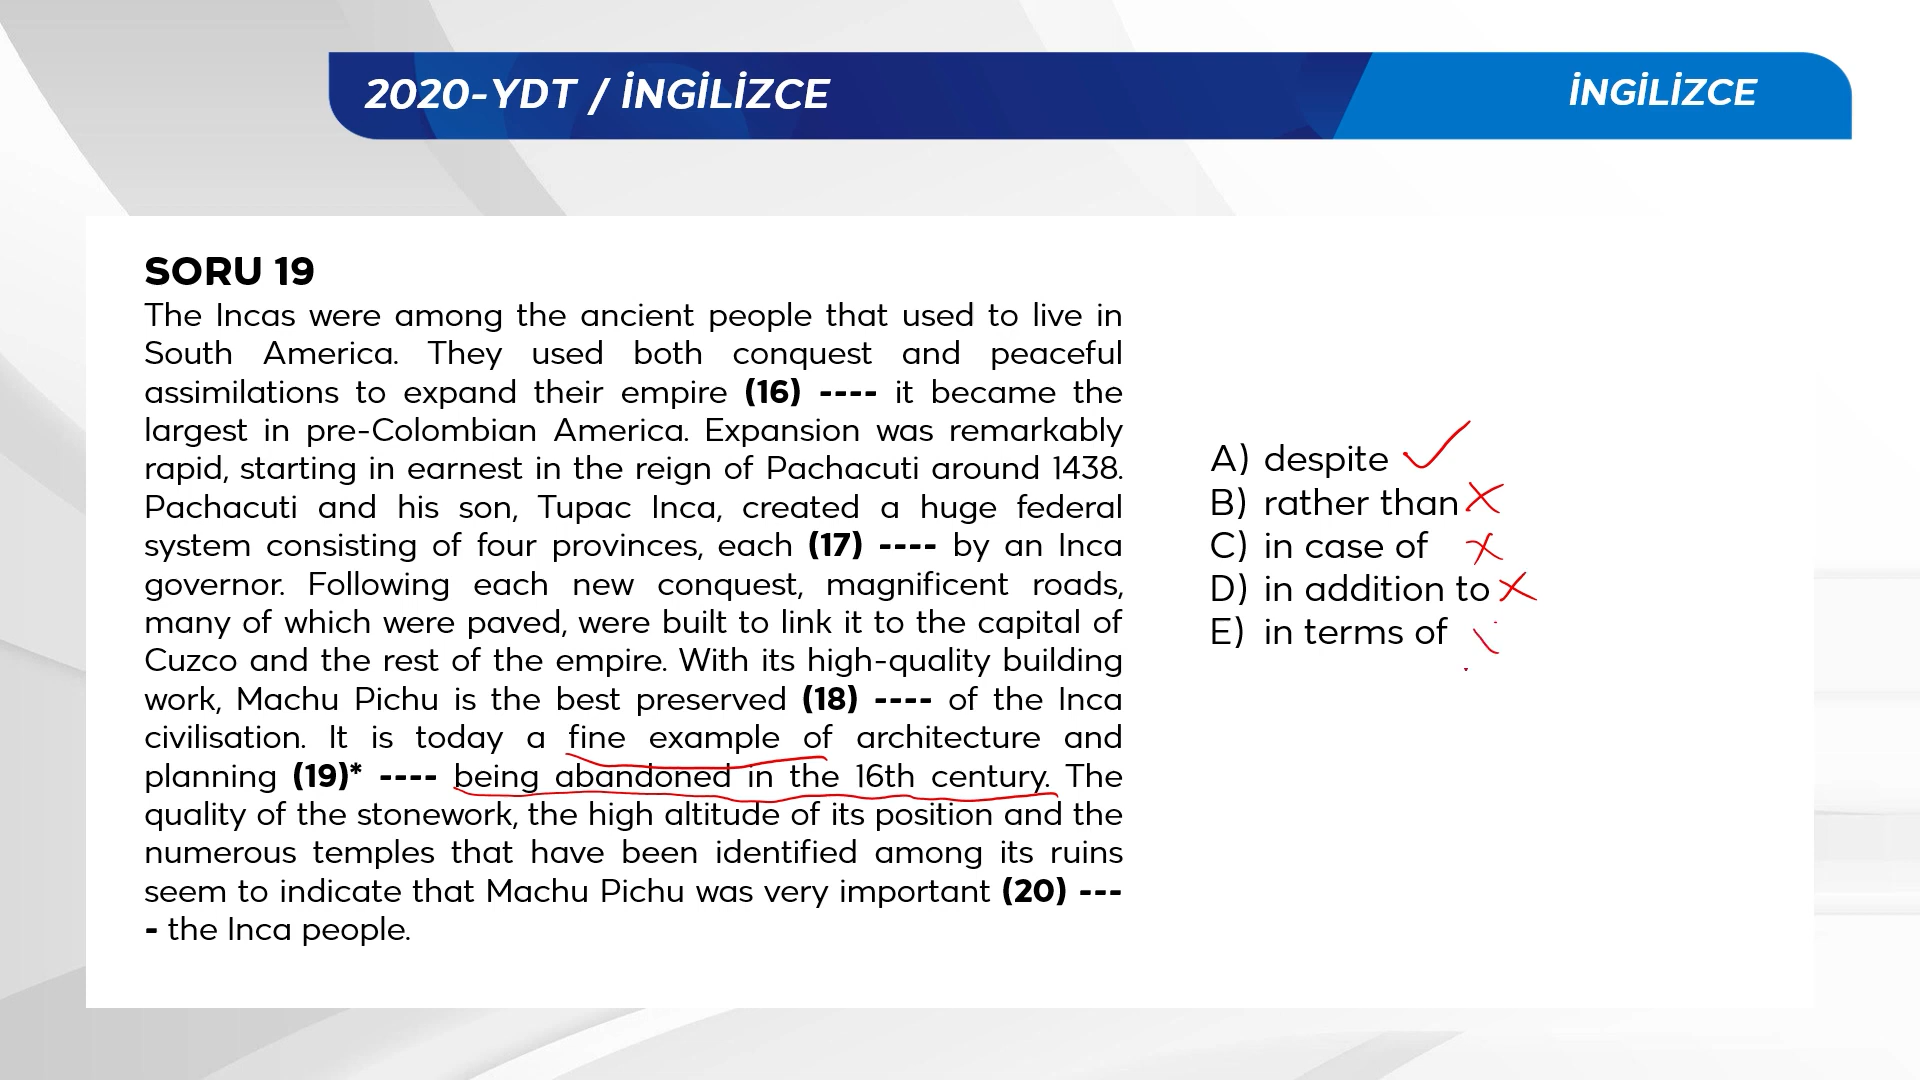 2020-YDT / İNGİLİZCE
İNGİLİZCE
SORU 19
The Incas were among the ancient people that used to live in
South America. They used both conquest and peaceful
assimilations to expand their empire (16) ---- it became the
largest in pre-Colombian America. Expansion was remarkably
rapid, starting in earnest in the reign of Pachacuti around 1438.
Pachacuti and his son, Tupac Inca, created a huge federal
system consisting of four provinces, each (17) ---- by an Inca
governor. Following each new conquest, magnificent roads,
many of which were paved, were built to link it to the capital of
Cuzco and the rest of the empire. With its high-quality building
work, Machu Pichu is the best preserved (18) ---- of the Inca
civilisation. It is today a fine example of architecture and
planning (19)* ---- being abandoned in the 16th century. The
quality of the stonework, the high altitude of its position and the
numerous temples that have been identified among its ruins
seem to indicate that Machu Pichu was very important (20) ---
- the Inca people.
A) despite
B) rather than
C) in case of
D) in addition to
E) in terms of